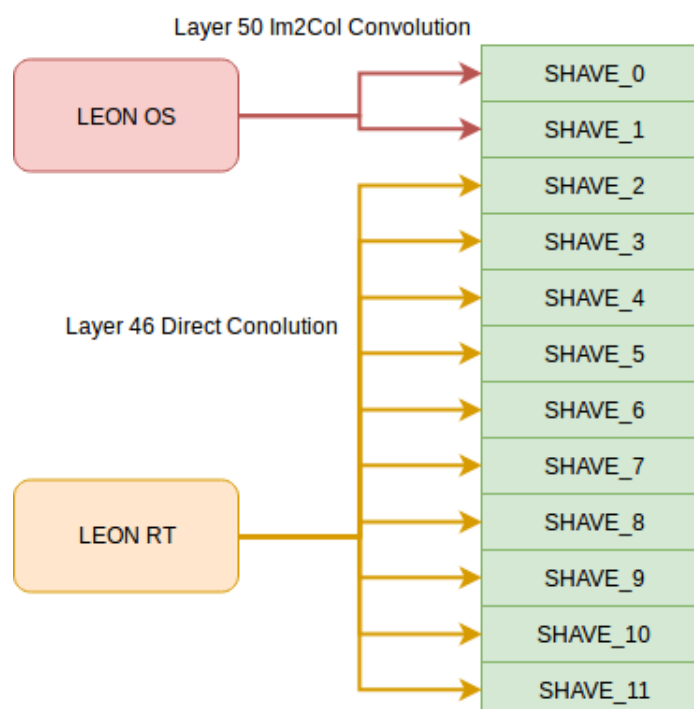 Layer 50 Im2Col Convolution
LEON OS
SHAVE_0
SHAVE_1
SHAVE_2
SHAVE_3
SHAVE_4
Layer 46 Direct Conolution
SHAVE_5
SHAVE_6
SHAVE_7
LEON RT
SHAVE_8
SHAVE_9
SHAVE_10
SHAVE_11